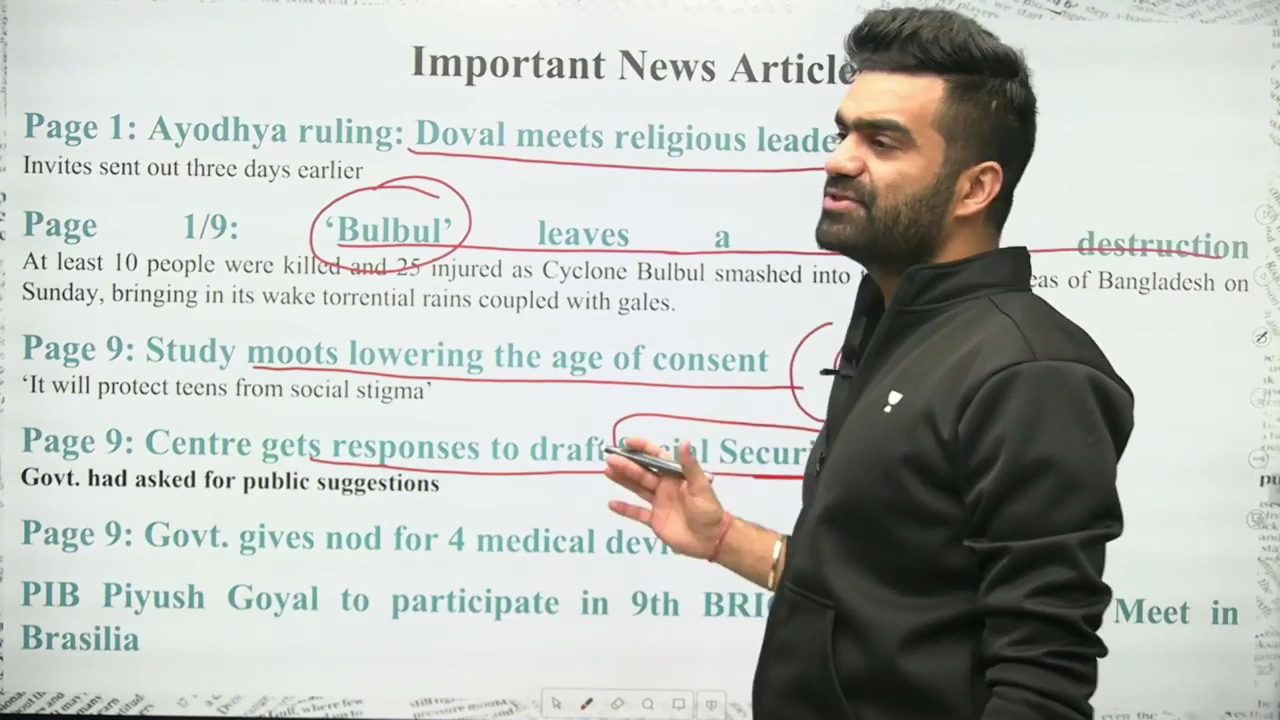 Important News Article
Page 1: Ayodhya ruling: Doval meets religious leade
Invites sent out three days earlier
Page 1/9: ‘Bulbul’ leaves a destruction
At least 10 people were killed and 25 injured as Cyclone Bulbul smashed into eas of Bangladesh on
Sunday, bringing in its wake torrential rains coupled with gales.
Page 9: Study moots lowering the age of consent
‘It will protect teens from social stigma’
Page 9: Centre gets responses to draft Social Securi
Govt. had asked for public suggestions
Page 9: Govt. gives nod for 4 medical devi
PIB Piyush Goyal to participate in 9th BRI Meet in
Brasilia